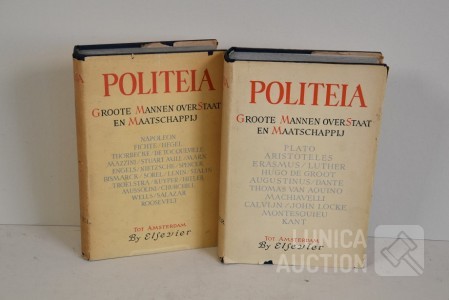 POLITEIA
GROOTE MANNEN OVER STAAT
EN MAATSCHAPPIJ
NAPOLEON
FICHTE / HEGEL
THORBECKE / DE TOCQUEVILLE
MAZZINI / STUART MILL / MARX
ENGELS / NIETZSCHE / SPENCER
BISMARCK / SOREL / LENIN / STALIN
TROELSTRA / KUYPER / HITLER
MUSSOLINI / CHURCHILL
WELLS / SALAZAR
ROOSEVELT
TOT AMSTERDAM
By Elsevier
POLITEIA
GROOTE MANNEN OVER STAAT
EN MAATSCHAPPIJ
PLATO
ARISTOTELES
ERASMUS / LUTHER
HUGO DE GROOT
AUGUSTINUS / DANTE
THOMAS VAN AQUINO
MACHIAVELLI
CALVIJN / JOHN LOCKE
MONTESQUIEU
KANT
TOT AMSTERDAM
By Elsevier
LUNICA
AUCTION